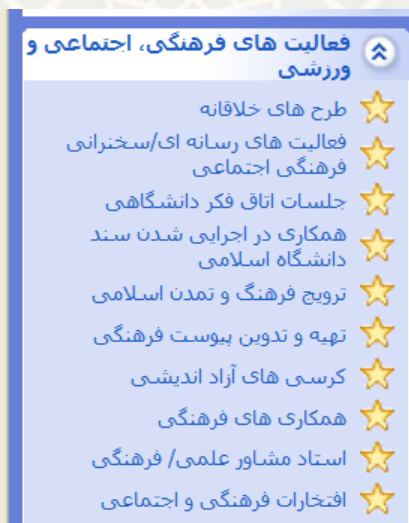 فعالیت های فرهنگی، اجتماعی و
ورزشی
طرح های خلاقانه
فعالیت های رسانه ای/سخنرانی
فرهنگی اجتماعی
جلسات اتاق فکر دانشگاهی
همکاری در اجرایی شدن سند
دانشگاه اسلامی
ترویج فرهنگ و تمدن اسلامی
تهیه و تدوین پیوست فرهنگی
کرسی های آزاد اندیشی
همکاری های فرهنگی
استاد مشاور علمی/ فرهنگی
افتخارات فرهنگی و اجتماعی